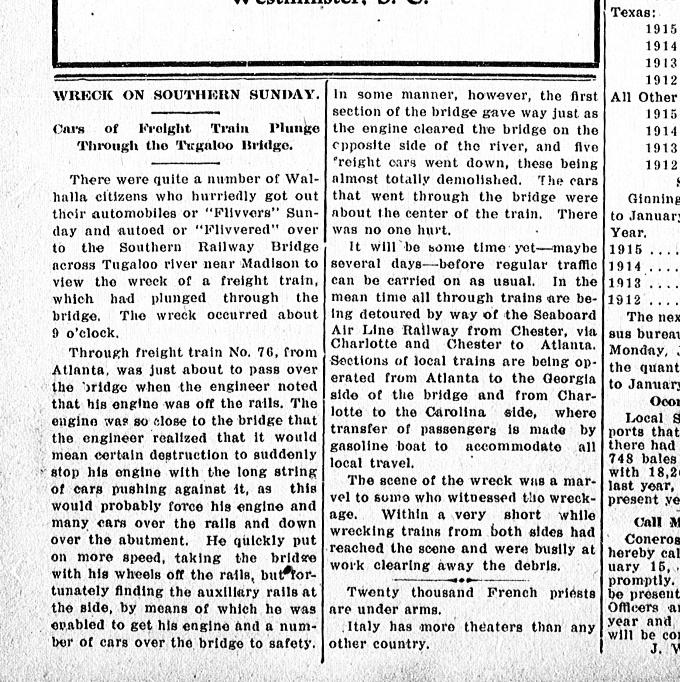 Westminster, S. C.
WRECK ON SOUTHERN SUNDAY.
Cars of Freight Train Plunge
Through the Tugaloo Bridge.
There were quite a number of Wal-
halla citizens who hurriedly got out
their automobiles or "Flivvers" Sun-
day and autoed or "Flivvered" over
to the Southern Railway Bridge
across Tugaloo river near Madison to
view the wreck of a freight train,
which had plunged through the
bridge. The wreck occurred about
9 o'clock.
Through freight train No. 76, from
Atlanta, was just about to pass over
the bridge when the engineer noted
that his engine was off the rails. The
engine was so close to the bridge that
the engineer realized that it would
mean certain destruction to suddenly
stop his engine with the long string
of cars pushing against it, as this
would probably force his engine and
many cars over the rails and down
over the abutment. He quickly put
on more speed, taking the bridge
with his wheels off the rails, but for-
tunately finding the auxiliary rails at
the side, by means of which he was
enabled to get his engine and a num-
ber of cars over the bridge to safety.
In some manner, however, the first
section of the bridge gave way just as
the engine cleared the bridge on the
opposite side of the river, and five
freight cars went down, these being
almost totally demolished. The cars
that went through the bridge were
about the center of the train. There
was no one hurt.
It will be some time yet—maybe
several days—before regular traffic
can be carried on as usual. In the
mean time all through trains are be-
ing detoured by way of the Seaboard
Air Line Railway from Chester, via
Charlotte and Chester to Atlanta.
Sections of local trains are being op-
erated from Atlanta to the Georgia
side of the bridge and from Char-
lotte to the Carolina side, where
transfer of passengers is made by
gasoline boat to accommodate all
local travel.
The scene of the wreck was a mar-
vel to some who witnessed the wreck-
age. Within a very short while
wrecking trains from both sides had
reached the scene and were busily at
work clearing away the debris.
Twenty thousand French priests
are under arms.
Italy has more theaters than any
other country.
Texas:
1915
1914
1913
1912
All Other
1915
1914
1913
1912
Ginning
to January
Year.
1915 ....
1914 ....
1913 ....
1912 ....
The nex
sus bureau
Monday, J
the quant
to January
Ocon
Local S
ports that
there had
748 bales
with 18,2
last year,
present ye
Call M
Coneros
hereby cal
uary 15,
promptly.
be present
Officers a
year and
will be co
J. W